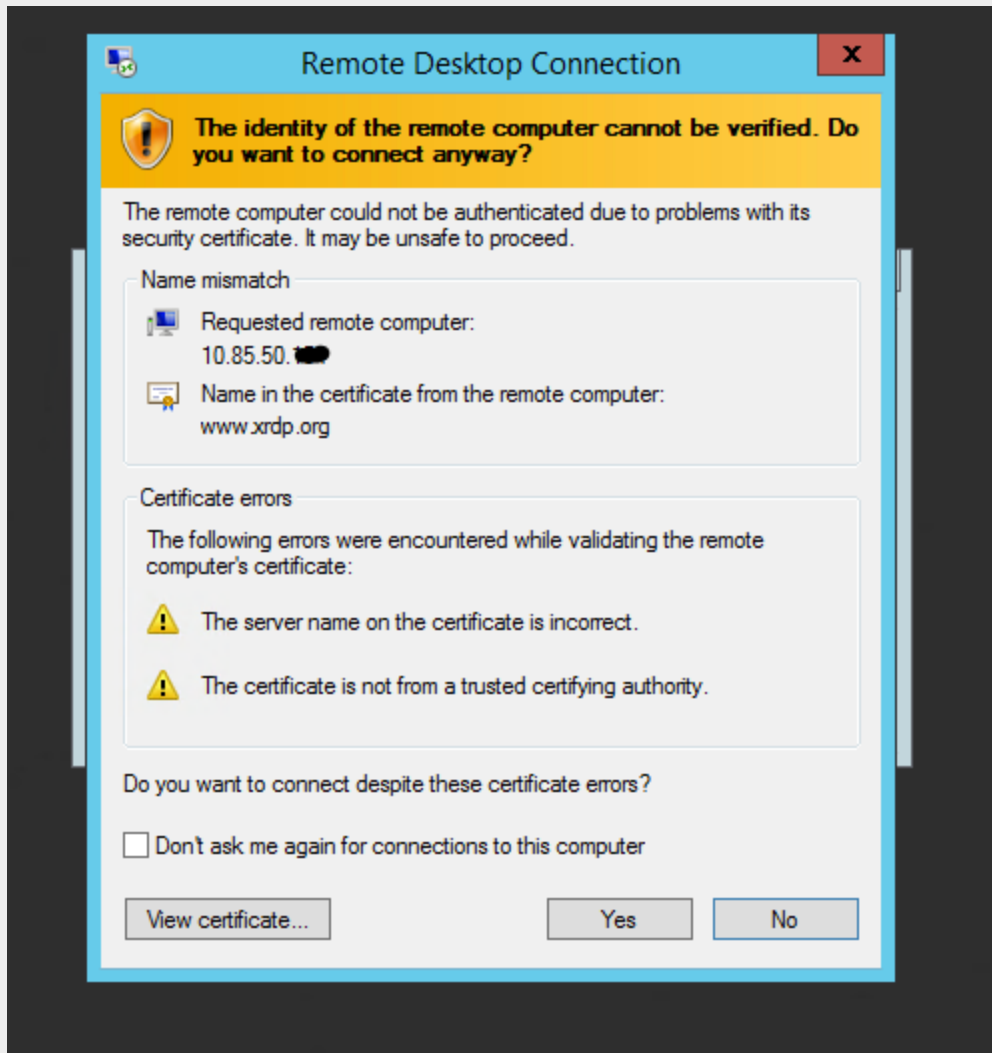 Remote Desktop Connection
X
The identity of the remote computer cannot be verified. Do
you want to connect anyway?
The remote computer could not be authenticated due to problems with its
security certificate. It may be unsafe to proceed.
Name mismatch
Requested remote computer:
10.85.50.
Name in the certificate from the remote computer:
www.xrdp.org
Certificate errors
The following errors were encountered while validating the remote
computer's certificate:
The server name on the certificate is incorrect.
The certificate is not from a trusted certifying authority.
Do you want to connect despite these certificate errors?
Don't ask me again for connections to this computer
View certificate...
Yes
No